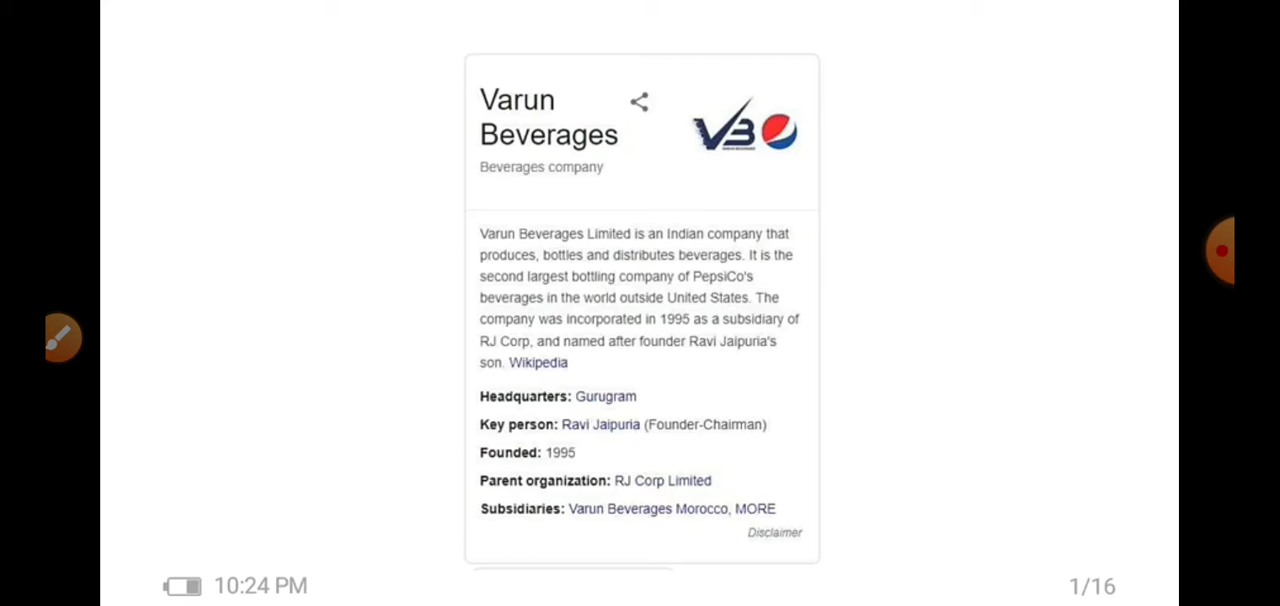 Varun
Beverages
VB
VARUN BEVERAGES
Beverages company
Varun Beverages Limited is an Indian company that
produces, bottles and distributes beverages. It is the
second largest bottling company of PepsiCo's
beverages in the world outside United States. The
company was incorporated in 1995 as a subsidiary of
RJ Corp, and named after founder Ravi Jaipuria's
son. Wikipedia
Headquarters: Gurugram
Key person: Ravi Jaipuria (Founder-Chairman)
Founded: 1995
Parent organization: RJ Corp Limited
Subsidiaries: Varun Beverages Morocco, MORE
Disclaimer
10:24 PM
1/16